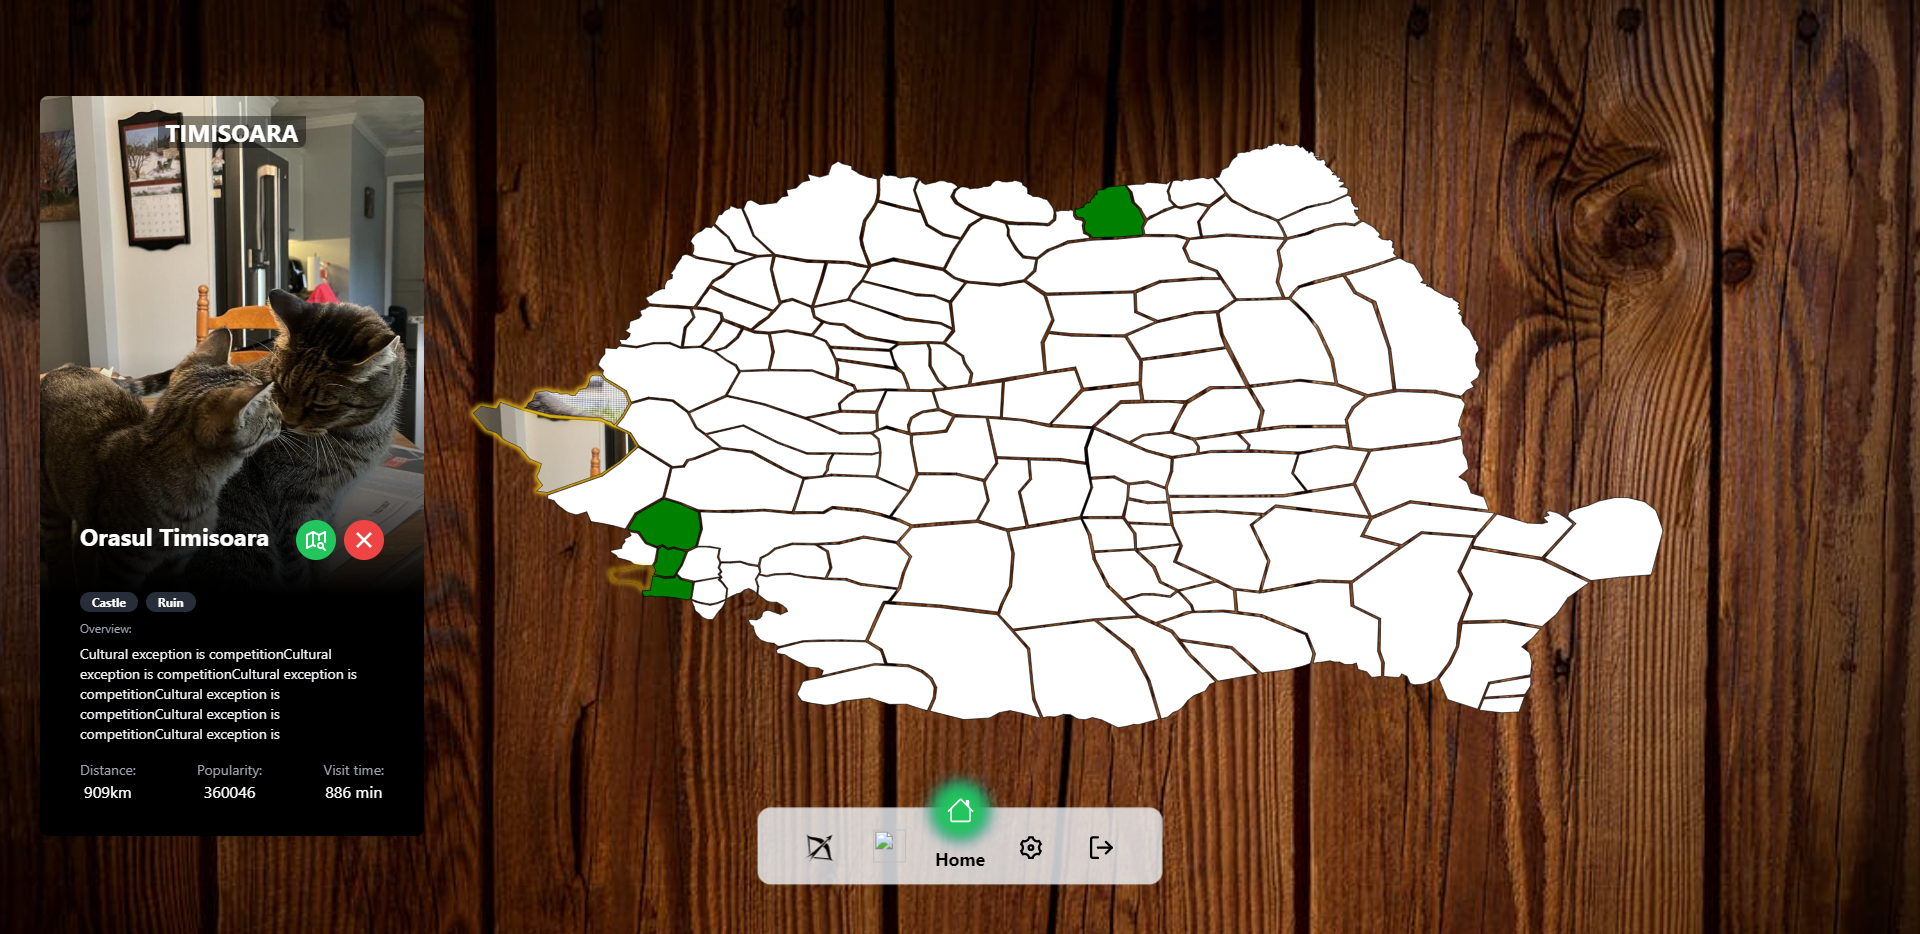 TIMISOARA
Orasul Timisoara
Castle
Ruin
Overview:
Cultural exception is competitionCultural
exception is competitionCultural exception is
competitionCultural exception is
competitionCultural exception is
competitionCultural exception is
Distance:
Popularity:
Visit time:
909km
360046
886 min
Home